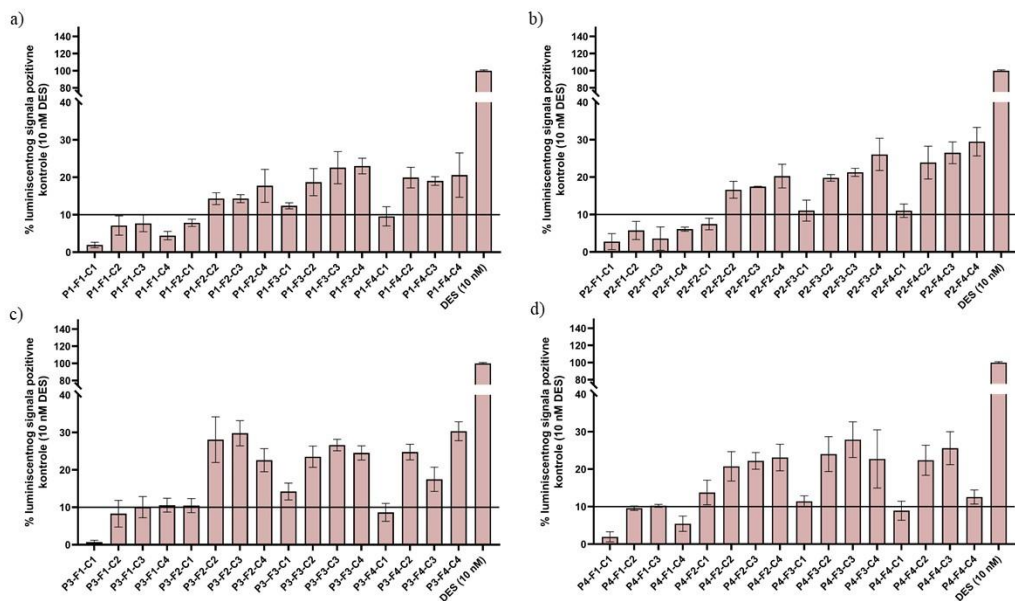 a)
% luminiscentnog signala pozitivne
kontrole (10 nM DES)
140
120
100
80
40
30
20
10
0
P1-F1-C1
P1-F1-C2
P1-F1-C3
P1-F1-C4
P1-F2-C1
P1-F2-C2
P1-F2-C3
P1-F2-C4
P1-F3-C1
P1-F3-C2
P1-F3-C3
P1-F3-C4
P1-F4-C1
P1-F4-C2
P1-F4-C3
P1-F4-C4
DES (10 nM)
b)
% luminiscentnog signala pozitivne
kontrole (10 nM DES)
140
120
100
80
40
30
20
10
0
P2-F1-C1
P2-F1-C2
P2-F1-C3
P2-F1-C4
P2-F2-C1
P2-F2-C2
P2-F2-C3
P2-F2-C4
P2-F3-C1
P2-F3-C2
P2-F3-C3
P2-F3-C4
P2-F4-C1
P2-F4-C2
P2-F4-C3
P2-F4-C4
DES (10 nM)
c)
% luminiscentnog signala pozitivne
kontrole (10 nM DES)
140
120
100
80
40
30
20
10
0
P3-F1-C1
P3-F1-C2
P3-F1-C3
P3-F1-C4
P3-F2-C1
P3-F2-C2
P3-F2-C3
P3-F2-C4
P3-F3-C1
P3-F3-C2
P3-F3-C3
P3-F3-C4
P3-F4-C1
P3-F4-C2
P3-F4-C3
P3-F4-C4
DES (10 nM)
d)
% luminiscentnog signala pozitivne
kontrole (10 nM DES)
140
120
100
80
40
30
20
10
0
P4-F1-C1
P4-F1-C2
P4-F1-C3
P4-F1-C4
P4-F2-C1
P4-F2-C2
P4-F2-C3
P4-F2-C4
P4-F3-C1
P4-F3-C2
P4-F3-C3
P4-F3-C4
P4-F4-C1
P4-F4-C2
P4-F4-C3
P4-F4-C4
DES (10 nM)